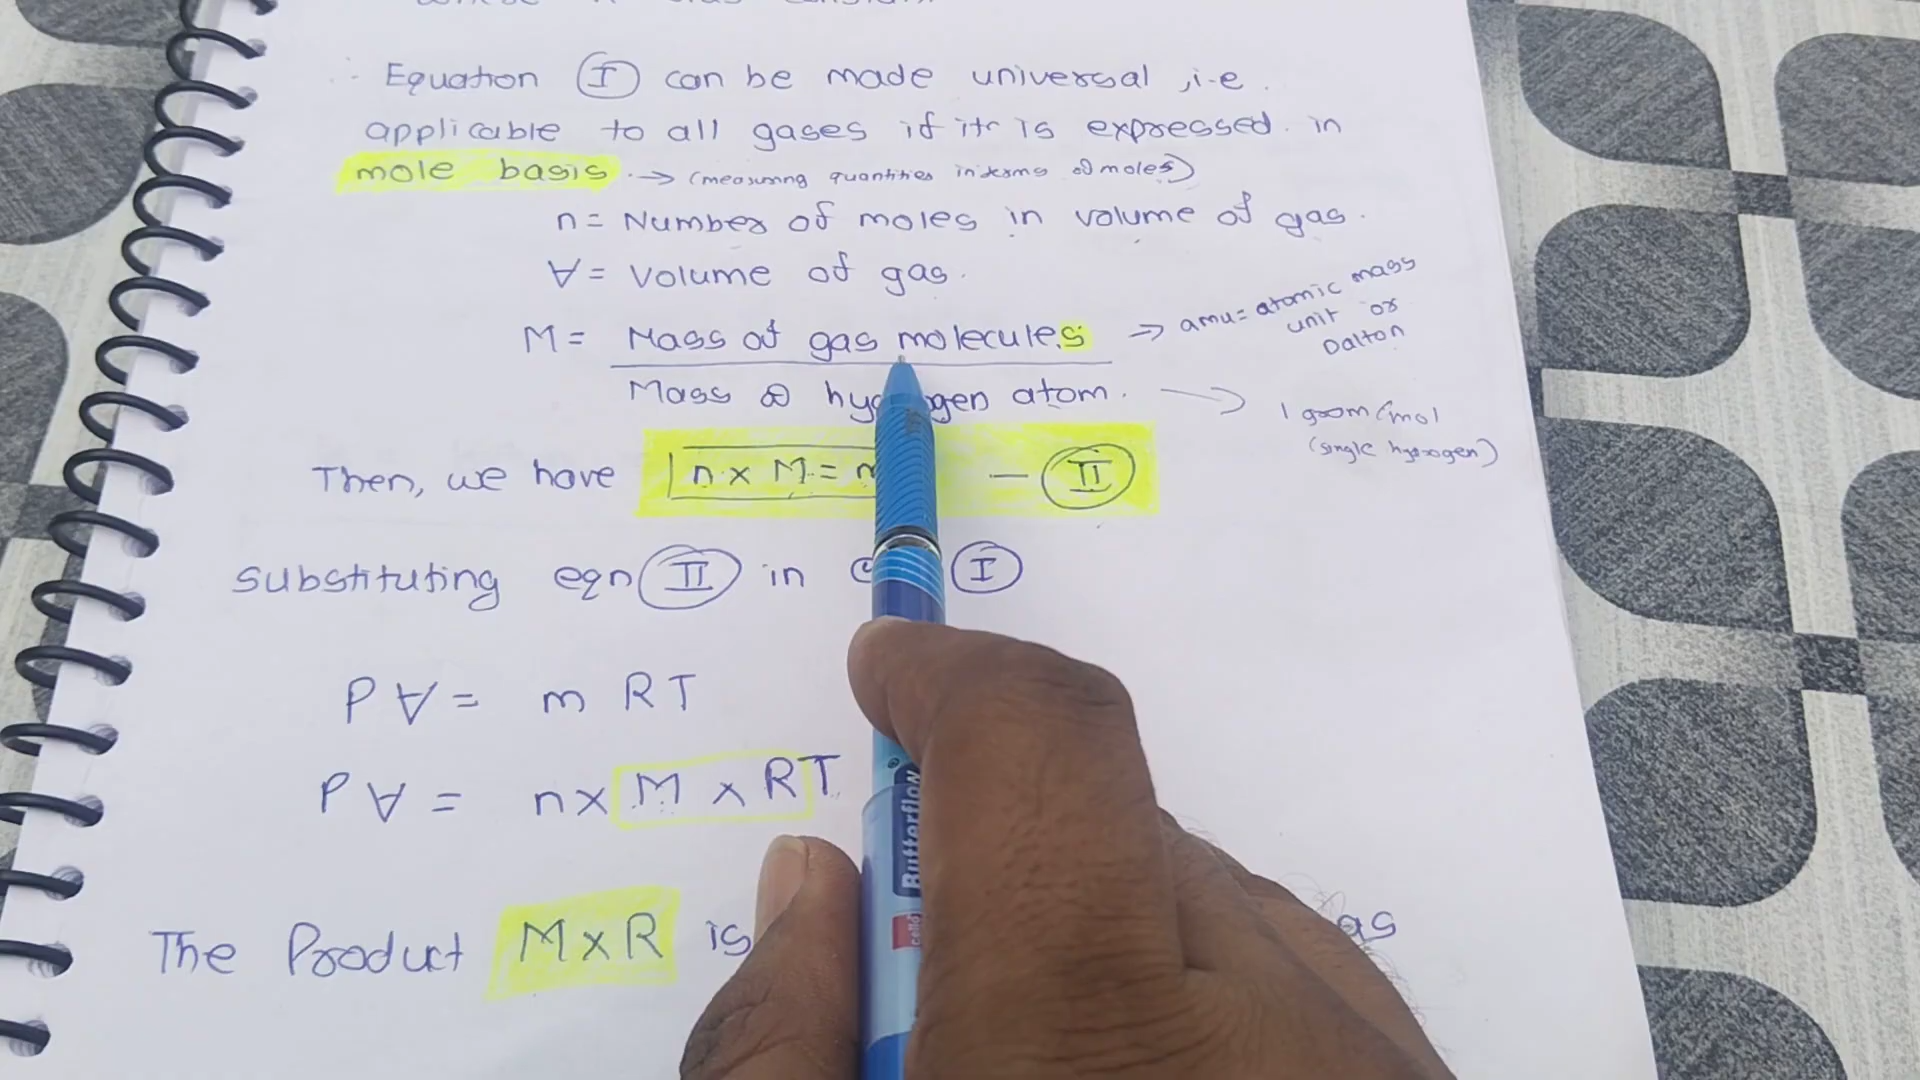 ∴ Equation (I) can be made universal, i.e.
applicable to all gases if it is expressed in
mole basis. → (measuring quantities in terms of moles)
n = Number of moles in volume of gas.
∀ = Volume of gas.
M = Mass of gas molecules → amu = atomic mass unit or Dalton
Mass of hydrogen atom. → 1 gram/mol (single hydrogen)
Then, we have n × M = m — (II)
Substituting eqn (II) in (I)
P∀ = m RT
P∀ = n × M × RT
The Product M×R is as
Butterflow
cello